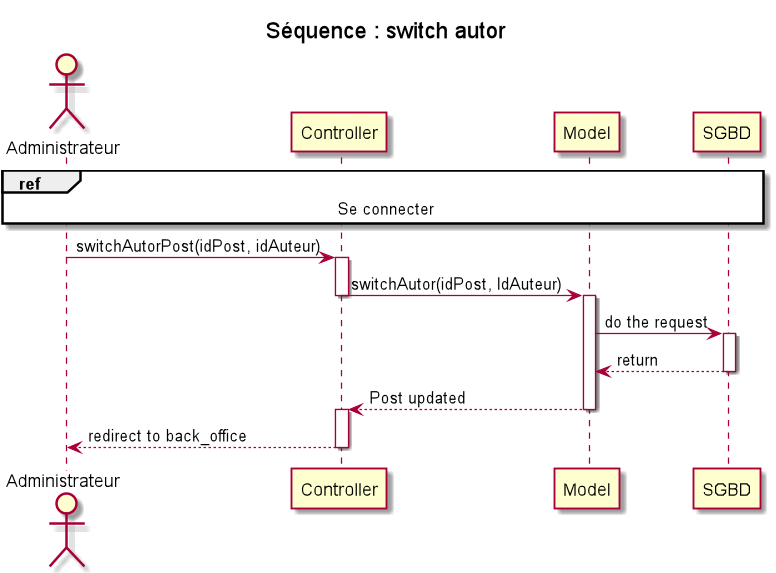 Séquence : switch autor
Administrateur
Controller
Model
SGBD
ref
Se connecter
switchAutorPost(idPost, idAuteur)
switchAutor(idPost, IdAuteur)
do the request
return
Post updated
redirect to back_office
Administrateur
Controller
Model
SGBD